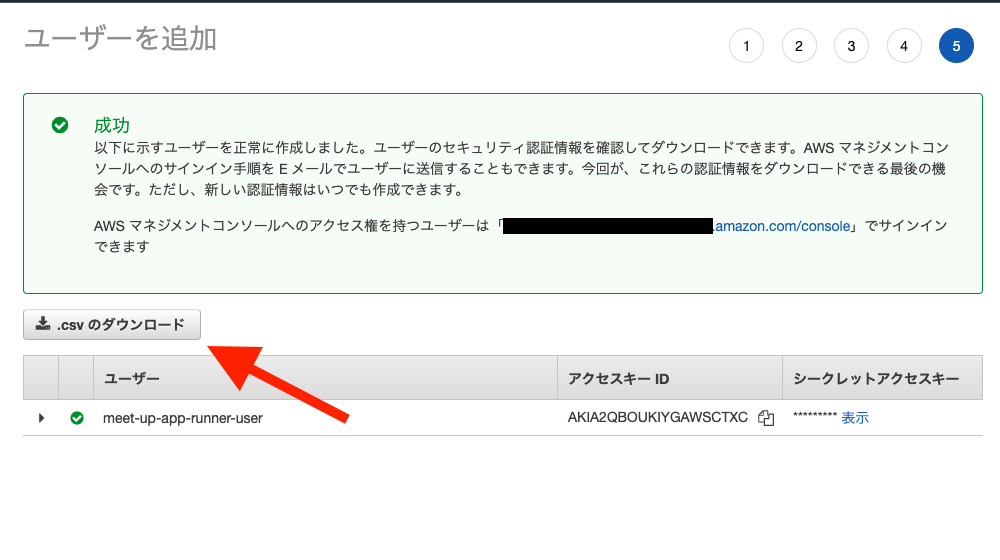 ユーザーを追加
1 2 3 4 5
成功
以下に示すユーザーを正常に作成しました。ユーザーのセキュリティ認証情報を確認してダウンロードできます。AWS マネジメントコン
ソールへのサインイン手順を E メールでユーザーに送信することもできます。今回が、これらの認証情報をダウンロードできる最後の機
会です。ただし、新しい認証情報はいつでも作成できます。
AWS マネジメントコンソールへのアクセス権を持つユーザーは「.amazon.com/console」でサインイン
できます
.csv のダウンロード
ユーザー アクセスキー ID シークレットアクセスキー
meet-up-app-runner-user AKIA2QBOUKIYGAWSCTXC ********* 表示